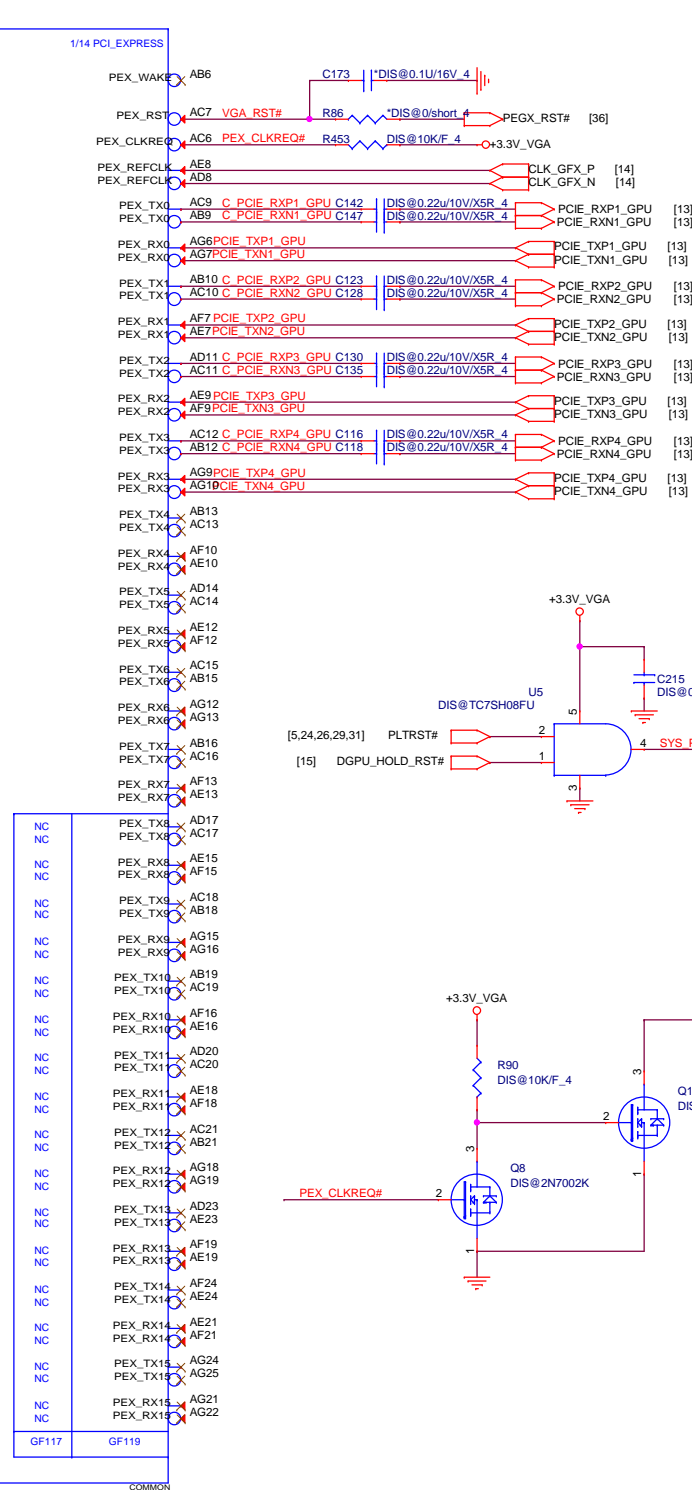 1/14 PCI_EXPRESS
PEX_WAKE AB6 C173 *DIS@0.1U/16V_4
PEX_RST AC7 VGA_RST# R86 *DIS@0/short_4 PEGX_RST# [36]
PEX_CLKREQ AC6 PEX_CLKREQ# R453 DIS@10K/F_4 +3.3V_VGA
PEX_REFCLK AE8 CLK_GFX_P [14]
PEX_REFCLK AD8 CLK_GFX_N [14]
PEX_TX0 AC9 C_PCIE_RXP1_GPU C142 DIS@0.22u/10V/X5R_4 PCIE_RXP1_GPU [13]
PEX_TX0 AB9 C_PCIE_RXN1_GPU C147 DIS@0.22u/10V/X5R_4 PCIE_RXN1_GPU [13]
PEX_RX0 AG6 PCIE_TXP1_GPU PCIE_TXP1_GPU [13]
PEX_RX0 AG7 PCIE_TXN1_GPU PCIE_TXN1_GPU [13]
PEX_TX1 AB10 C_PCIE_RXP2_GPU C123 DIS@0.22u/10V/X5R_4 PCIE_RXP2_GPU [13]
PEX_TX1 AC10 C_PCIE_RXN2_GPU C128 DIS@0.22u/10V/X5R_4 PCIE_RXN2_GPU [13]
PEX_RX1 AF7 PCIE_TXP2_GPU PCIE_TXP2_GPU [13]
PEX_RX1 AE7 PCIE_TXN2_GPU PCIE_TXN2_GPU [13]
PEX_TX2 AD11 C_PCIE_RXP3_GPU C130 DIS@0.22u/10V/X5R_4 PCIE_RXP3_GPU [13]
PEX_TX2 AC11 C_PCIE_RXN3_GPU C135 DIS@0.22u/10V/X5R_4 PCIE_RXN3_GPU [13]
PEX_RX2 AE9 PCIE_TXP3_GPU PCIE_TXP3_GPU [13]
PEX_RX2 AF9 PCIE_TXN3_GPU PCIE_TXN3_GPU [13]
PEX_TX3 AC12 C_PCIE_RXP4_GPU C116 DIS@0.22u/10V/X5R_4 PCIE_RXP4_GPU [13]
PEX_TX3 AB12 C_PCIE_RXN4_GPU C118 DIS@0.22u/10V/X5R_4 PCIE_RXN4_GPU [13]
PEX_RX3 AG9 PCIE_TXP4_GPU PCIE_TXP4_GPU [13]
PEX_RX3 AG10 PCIE_TXN4_GPU PCIE_TXN4_GPU [13]
PEX_TX4 AB13
PEX_TX4 AC13
PEX_RX4 AF10
PEX_RX4 AE10
PEX_TX5 AD14
PEX_TX5 AC14
PEX_RX5 AE12
PEX_RX5 AF12
PEX_TX6 AC15
PEX_TX6 AB15
PEX_RX6 AG12
PEX_RX6 AG13
PEX_TX7 AB16
PEX_TX7 AC16
PEX_RX7 AF13
PEX_RX7 AE13
NC PEX_TX8 AD17
NC PEX_TX8 AC17
NC PEX_RX8 AE15
NC PEX_RX8 AF15
NC PEX_TX9 AC18
NC PEX_TX9 AB18
NC PEX_RX9 AG15
NC PEX_RX9 AG16
NC PEX_TX10 AB19
NC PEX_TX10 AC19
NC PEX_RX10 AF16
NC PEX_RX10 AE16
NC PEX_TX11 AD20
NC PEX_TX11 AC20
NC PEX_RX11 AE18
NC PEX_RX11 AF18
NC PEX_TX12 AC21
NC PEX_TX12 AB21
NC PEX_RX12 AG18
NC PEX_RX12 AG19
NC PEX_TX13 AD23
NC PEX_TX13 AE23
NC PEX_RX13 AF19
NC PEX_RX13 AE19
NC PEX_TX14 AF24
NC PEX_TX14 AE24
NC PEX_RX14 AE21
NC PEX_RX14 AF21
NC PEX_TX15 AG24
NC PEX_TX15 AG25
NC PEX_RX15 AG21
NC PEX_RX15 AG22
GF117 GF119
COMMON
+3.3V_VGA
C215
U5
DIS@TC7SH08FU
5
[5,24,26,29,31] PLTRST# 2
4
[15] DGPU_HOLD_RST# 1
3
+3.3V_VGA
R90
DIS@10K/F_4
3
2
1
3
Q8
DIS@2N7002K
PEX_CLKREQ# 2
1